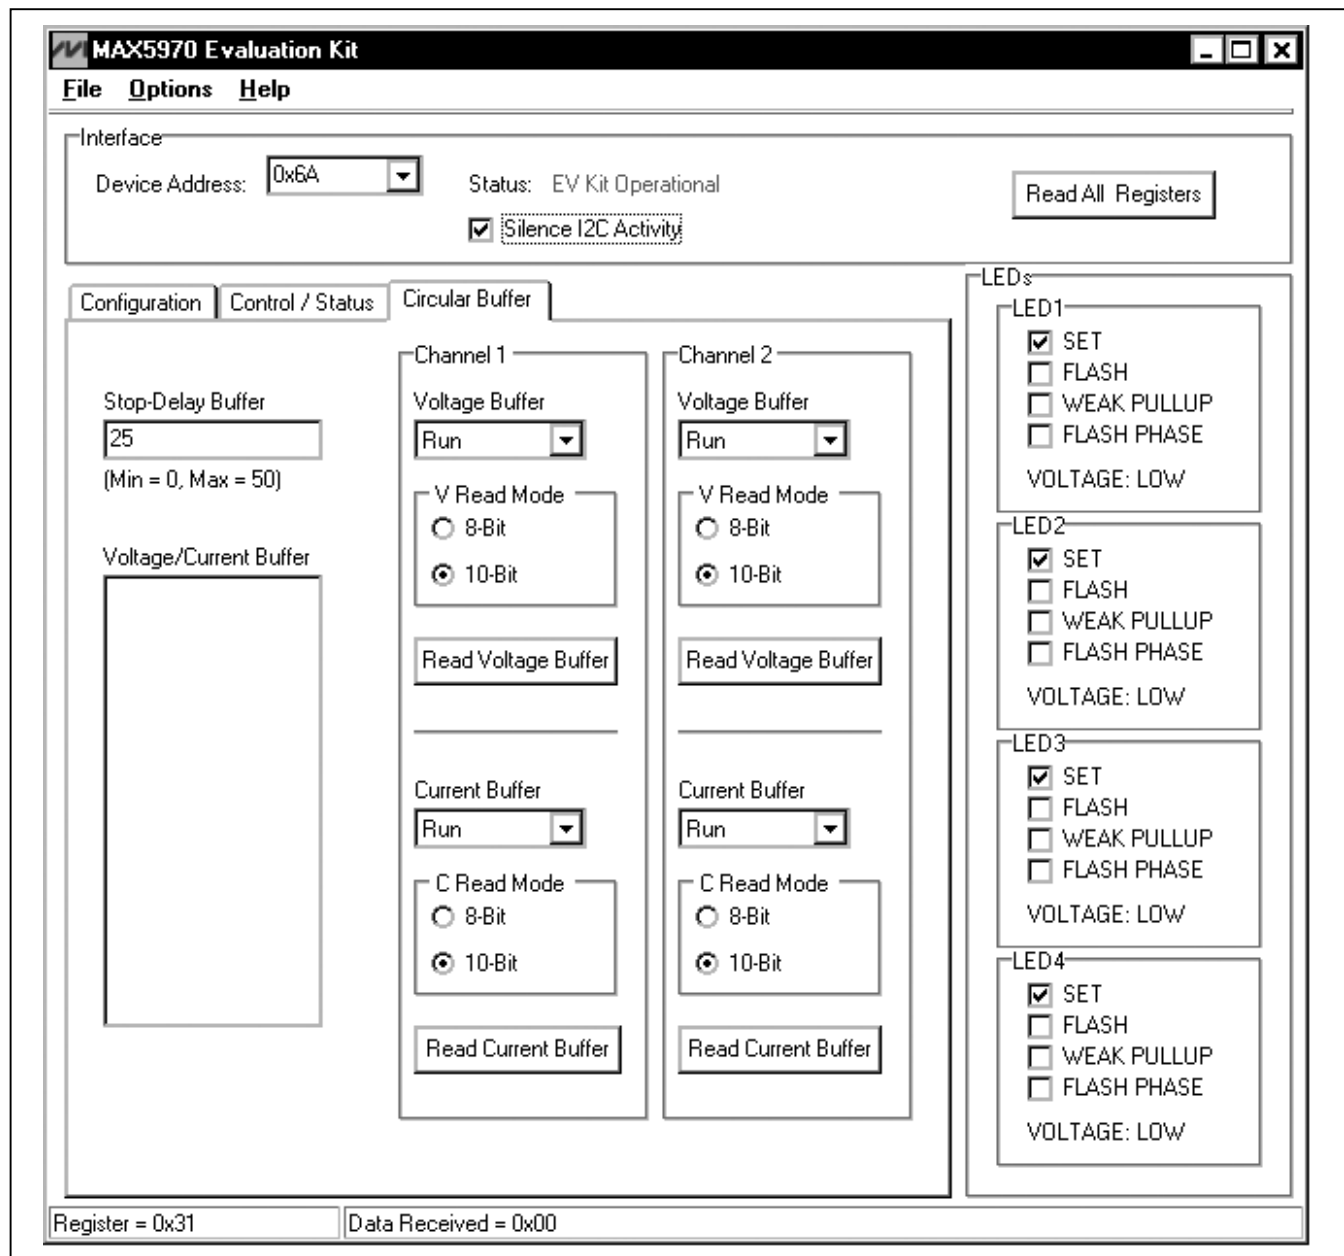 MAX5970 Evaluation Kit
File Options Help
Interface
Device Address: 0x6A
Status: EV Kit Operational
Silence I2C Activity
Read All Registers
Configuration
Control / Status
Circular Buffer
Stop-Delay Buffer
25
(Min = 0, Max = 50)
Voltage/Current Buffer
Channel 1
Voltage Buffer
Run
V Read Mode
8-Bit
10-Bit
Read Voltage Buffer
Current Buffer
Run
C Read Mode
8-Bit
10-Bit
Read Current Buffer
Channel 2
Voltage Buffer
Run
V Read Mode
8-Bit
10-Bit
Read Voltage Buffer
Current Buffer
Run
C Read Mode
8-Bit
10-Bit
Read Current Buffer
LEDs
LED1
SET
FLASH
WEAK PULLUP
FLASH PHASE
VOLTAGE: LOW
LED2
SET
FLASH
WEAK PULLUP
FLASH PHASE
VOLTAGE: LOW
LED3
SET
FLASH
WEAK PULLUP
FLASH PHASE
VOLTAGE: LOW
LED4
SET
FLASH
WEAK PULLUP
FLASH PHASE
VOLTAGE: LOW
Register = 0x31
Data Received = 0x00